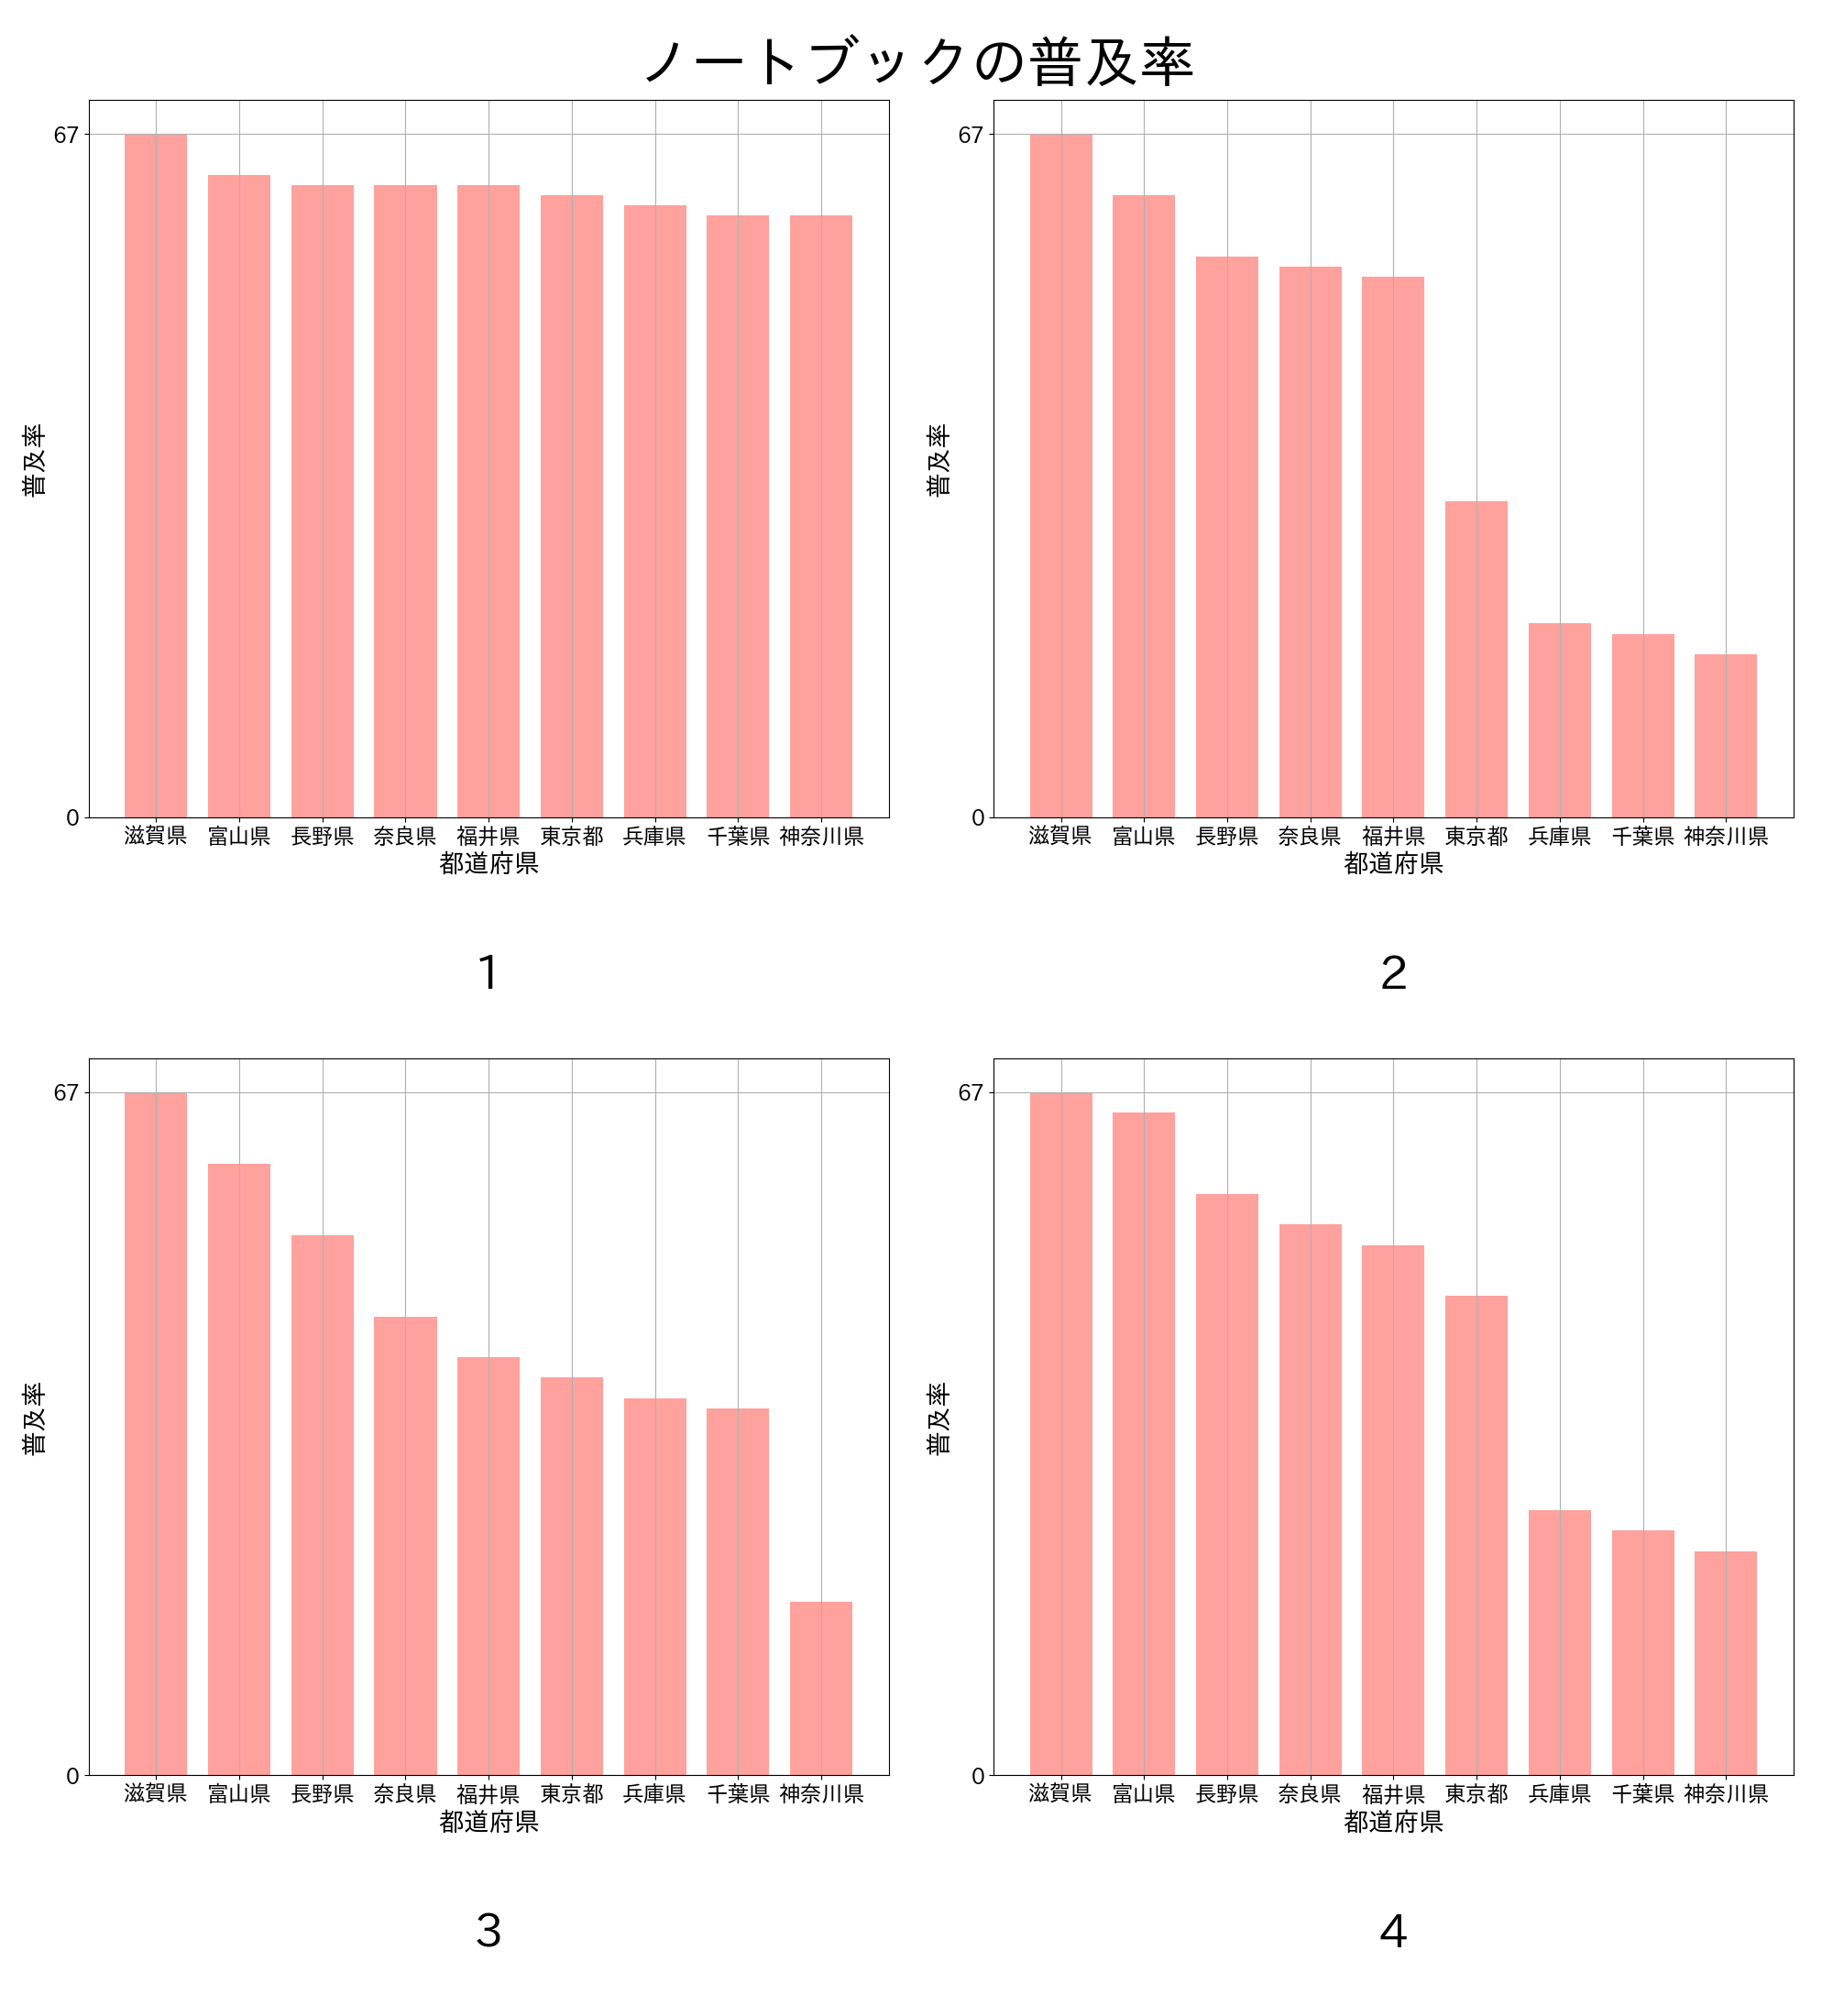 ノートブックの普及率
67
0
普及率
滋賀県 富山県 長野県 奈良県 福井県 東京都 兵庫県 千葉県 神奈川県
都道府県
1
67
0
普及率
滋賀県 富山県 長野県 奈良県 福井県 東京都 兵庫県 千葉県 神奈川県
都道府県
2
67
0
普及率
滋賀県 富山県 長野県 奈良県 福井県 東京都 兵庫県 千葉県 神奈川県
都道府県
3
67
0
普及率
滋賀県 富山県 長野県 奈良県 福井県 東京都 兵庫県 千葉県 神奈川県
都道府県
4